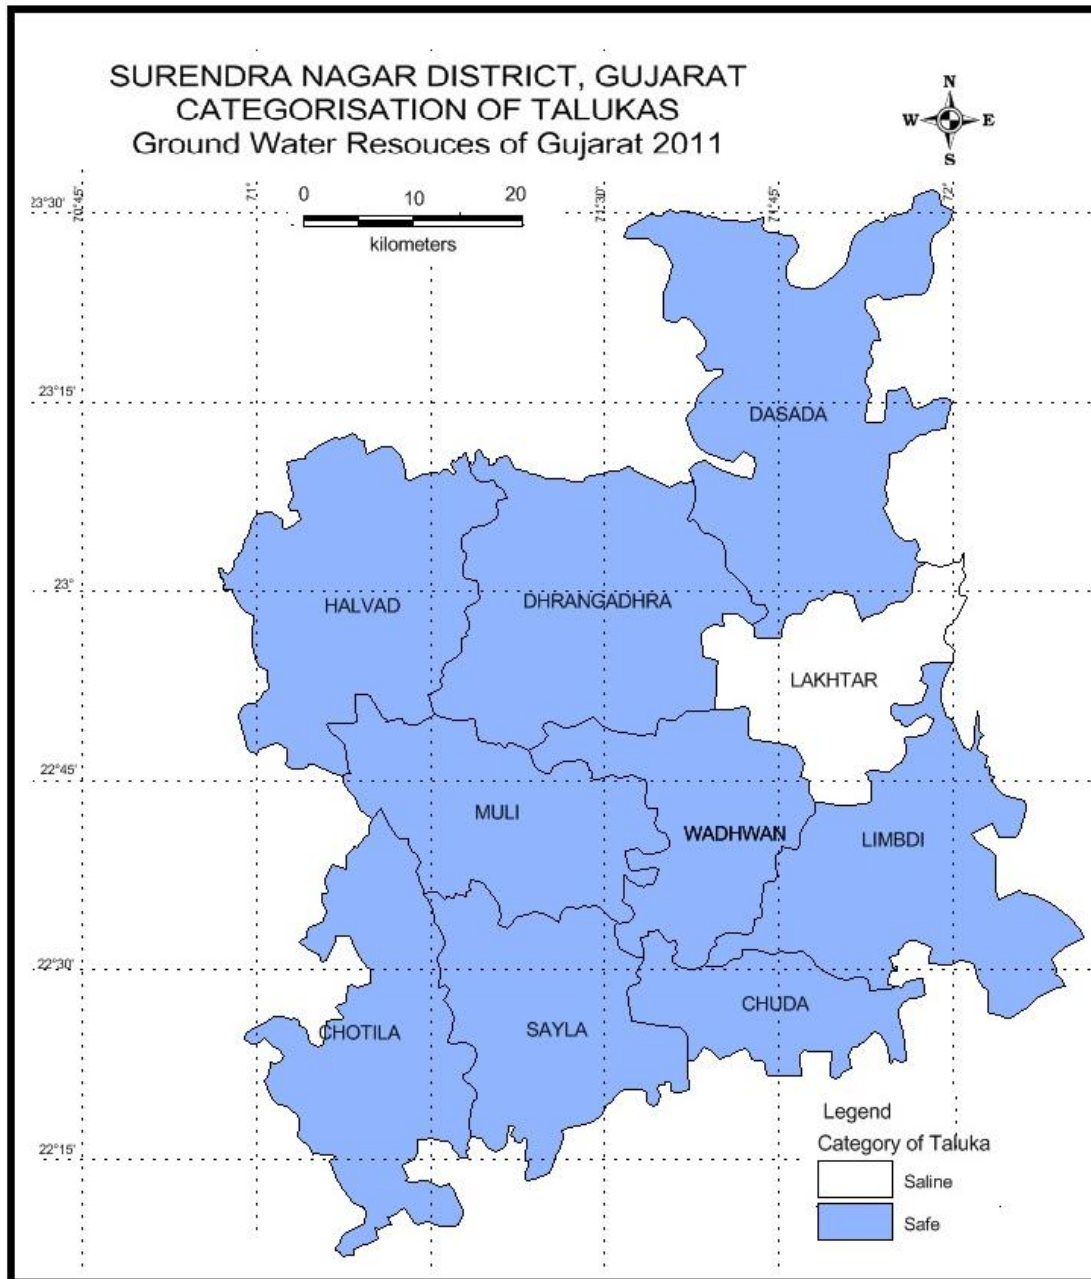 SURENDRA NAGAR DISTRICT, GUJARAT
CATEGORISATION OF TALUKAS
Ground Water Resouces of Gujarat 2011
N
W E
S
0 10 20
kilometers
70°45'
71°
71°30'
71°45'
72°
23°30'
23°15'
23°
22°45'
22°30'
22°15'
DASADA
HALVAD
DHRANGADHRA
LAKHTAR
MULI
WADHWAN
LIMBDI
CHUDA
CHOTILA
SAYLA
Legend
Category of Taluka
Saline
Safe